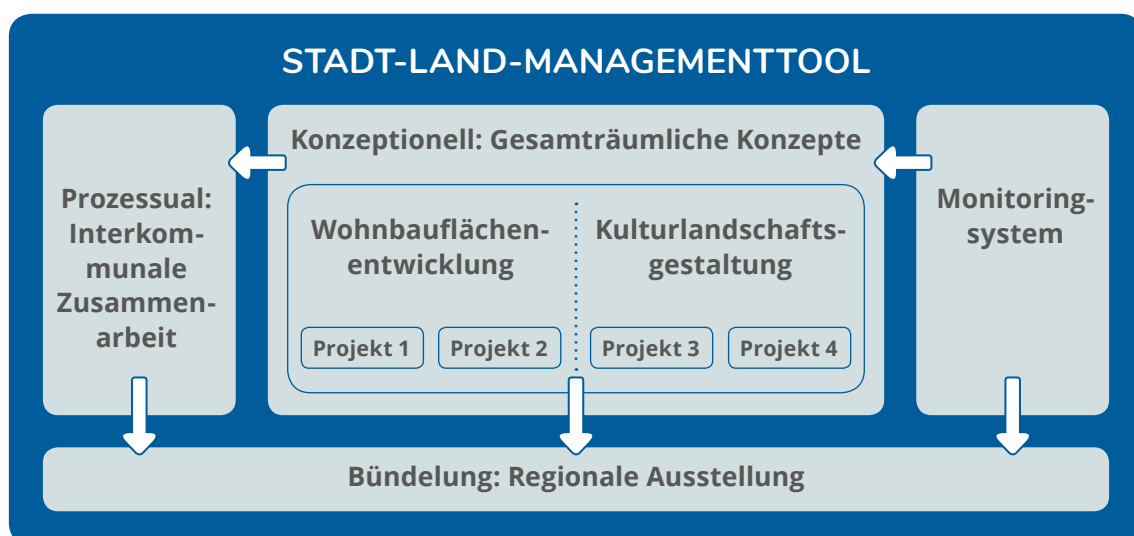 STADT-LAND-MANAGEMENTTOOL
Prozessual:
Interkom-
munale
Zusammen-
arbeit
Konzeptionell: Gesamträumliche Konzepte
Wohnbauflächen-
entwicklung
Projekt 1
Projekt 2
Kulturlandschafts-
gestaltung
Projekt 3
Projekt 4
Monitoring-
system
Bündelung: Regionale Ausstellung